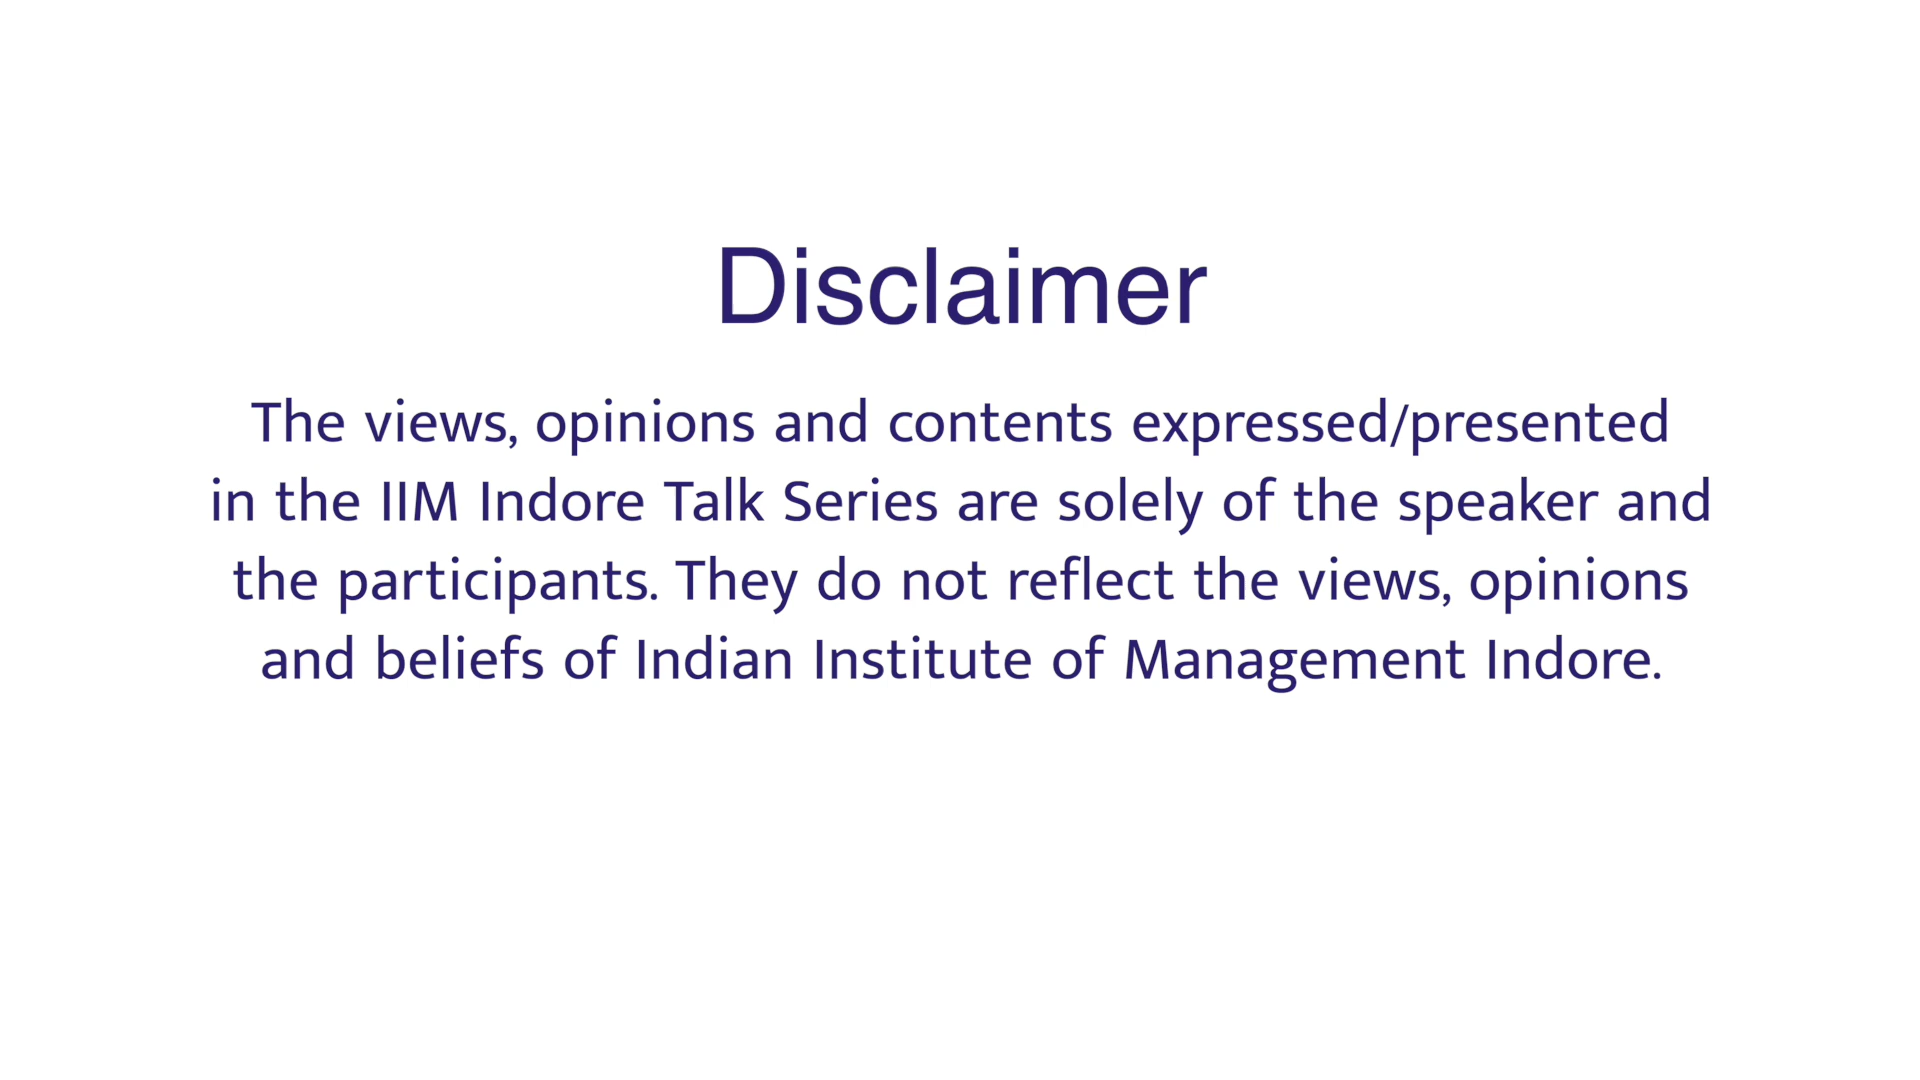 Disclaimer
The views, opinions and contents expressed/presented
in the IIM Indore Talk Series are solely of the speaker and
the participants. They do not reflect the views, opinions
and beliefs of Indian Institute of Management Indore.